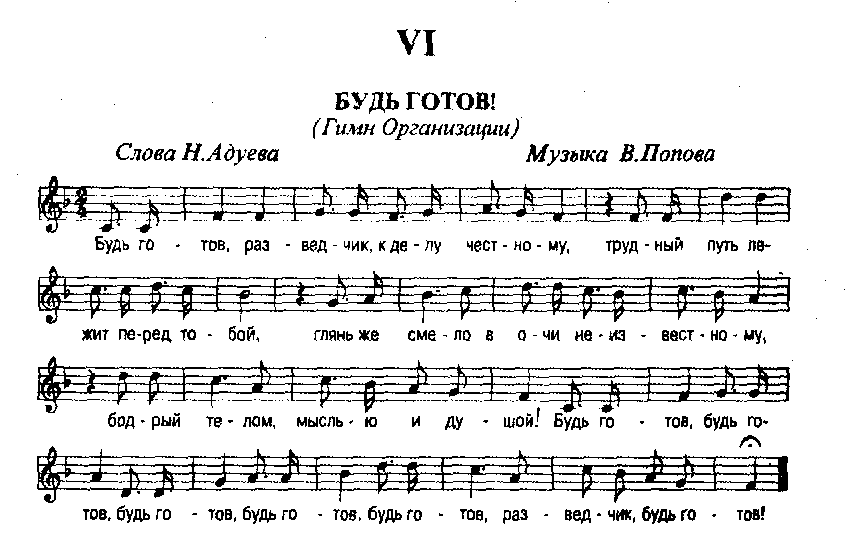 VI
БУДЬ ГОТОВ!
(Гимн Организации)
Слова Н.Адуева Музыка В.Попова
Будь го - тов, раз - вед - чик, к де - лу чест - но - му, труд - ный путь ле-
жит пе-ред то - бой, глянь же сме - ло в о - чи не - из - вест - но - му,
бод - рый те - лом, мысль - ю и ду - шой! Будь го - тов, будь го-
тов, будь го - тов, будь го - тов, будь го - тов, раз - вед - чик, будь го - тов!